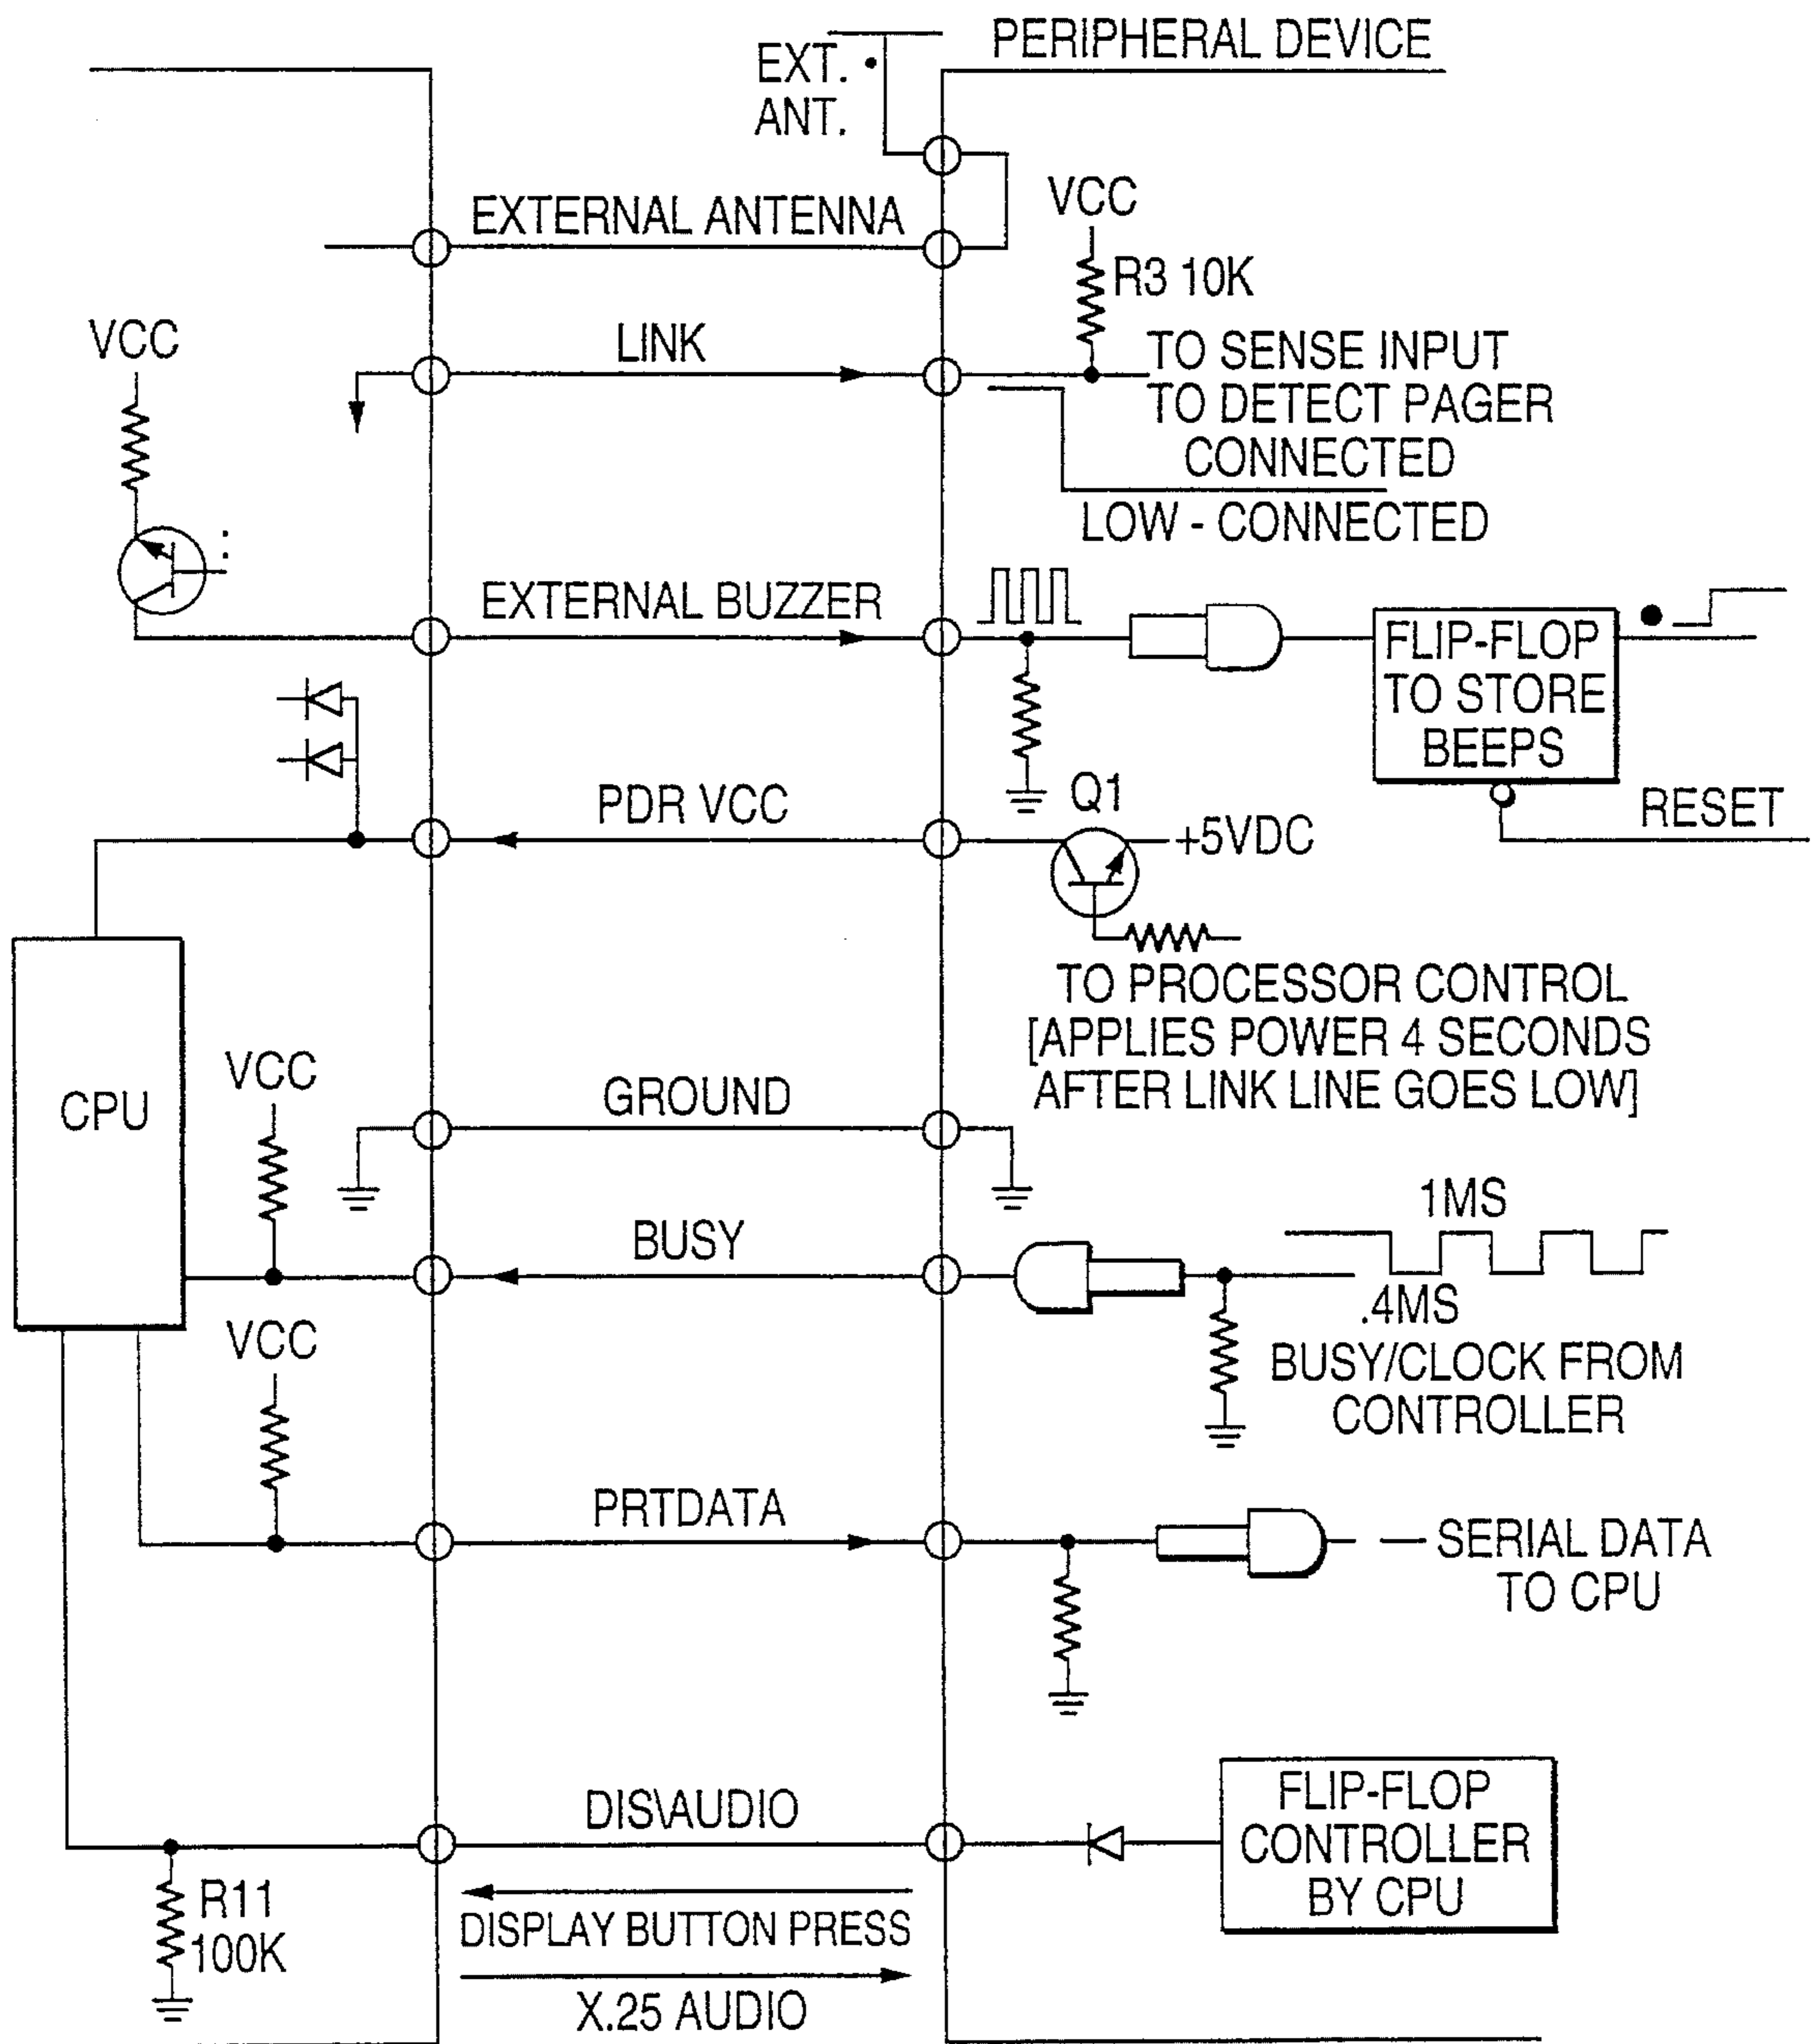 PERIPHERAL DEVICE
EXT.
ANT.
EXTERNAL ANTENNA
VCC
R3 10K
VCC
LINK
TO SENSE INPUT
TO DETECT PAGER
CONNECTED
LOW - CONNECTED
EXTERNAL BUZZER
FLIP-FLOP
TO STORE
BEEPS
RESET
PDR VCC
Q1
+5VDC
TO PROCESSOR CONTROL
[APPLIES POWER 4 SECONDS
AFTER LINK LINE GOES LOW]
CPU
VCC
GROUND
BUSY
1MS
.4MS
BUSY/CLOCK FROM
CONTROLLER
VCC
PRTDATA
SERIAL DATA
TO CPU
DIS\AUDIO
FLIP-FLOP
CONTROLLER
BY CPU
R11
100K
DISPLAY BUTTON PRESS
X.25 AUDIO